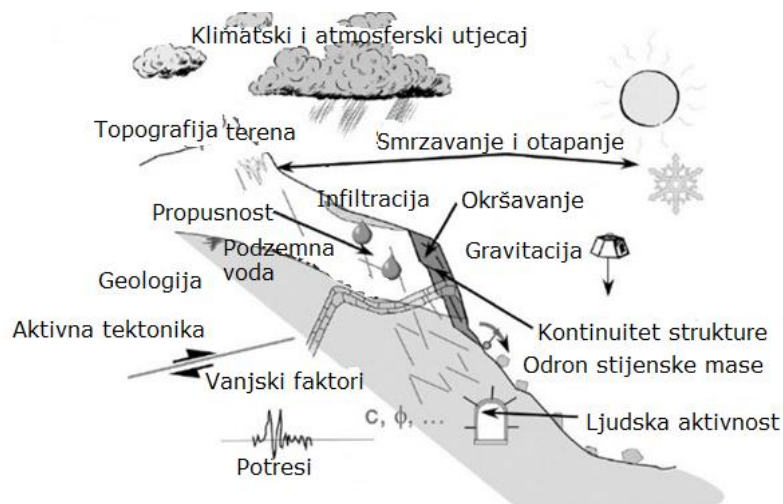 Klimatski i atmosferski utjecaj
Topografija terena
Smrzavanje i otapanje
Infiltracija
Okršavanje
Propusnost
Podzemna
voda
Gravitacija
Geologija
Aktivna tektonika
Kontinuitet strukture
Odron stijenske mase
Vanjski faktori
c, ϕ, ...
Ljudska aktivnost
Potresi